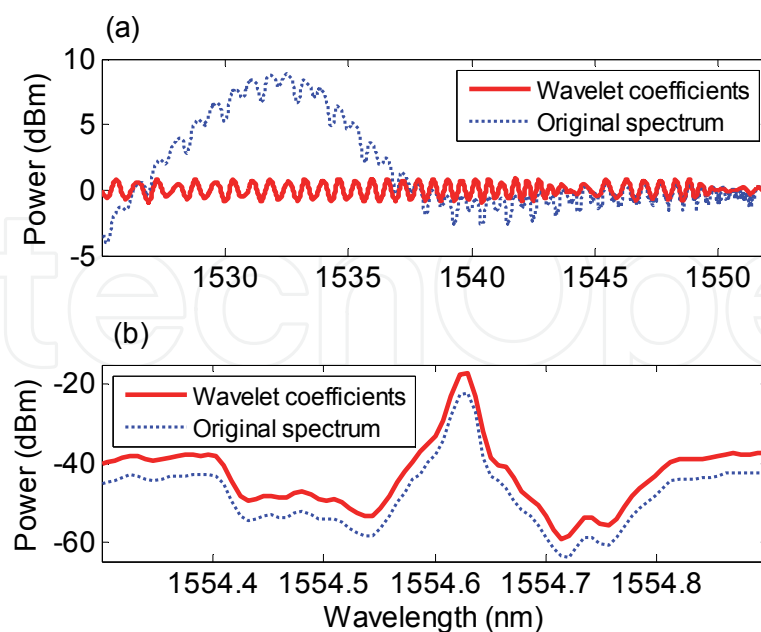 (a)
10
5
0
-5
Power (dBm)
Wavelet coefficients
Original spectrum
1530 1535 1540 1545 1550
(b)
-20
-40
-60
Power (dBm)
Wavelet coefficients
Original spectrum
1554.4 1554.5 1554.6 1554.7 1554.8
Wavelength (nm)